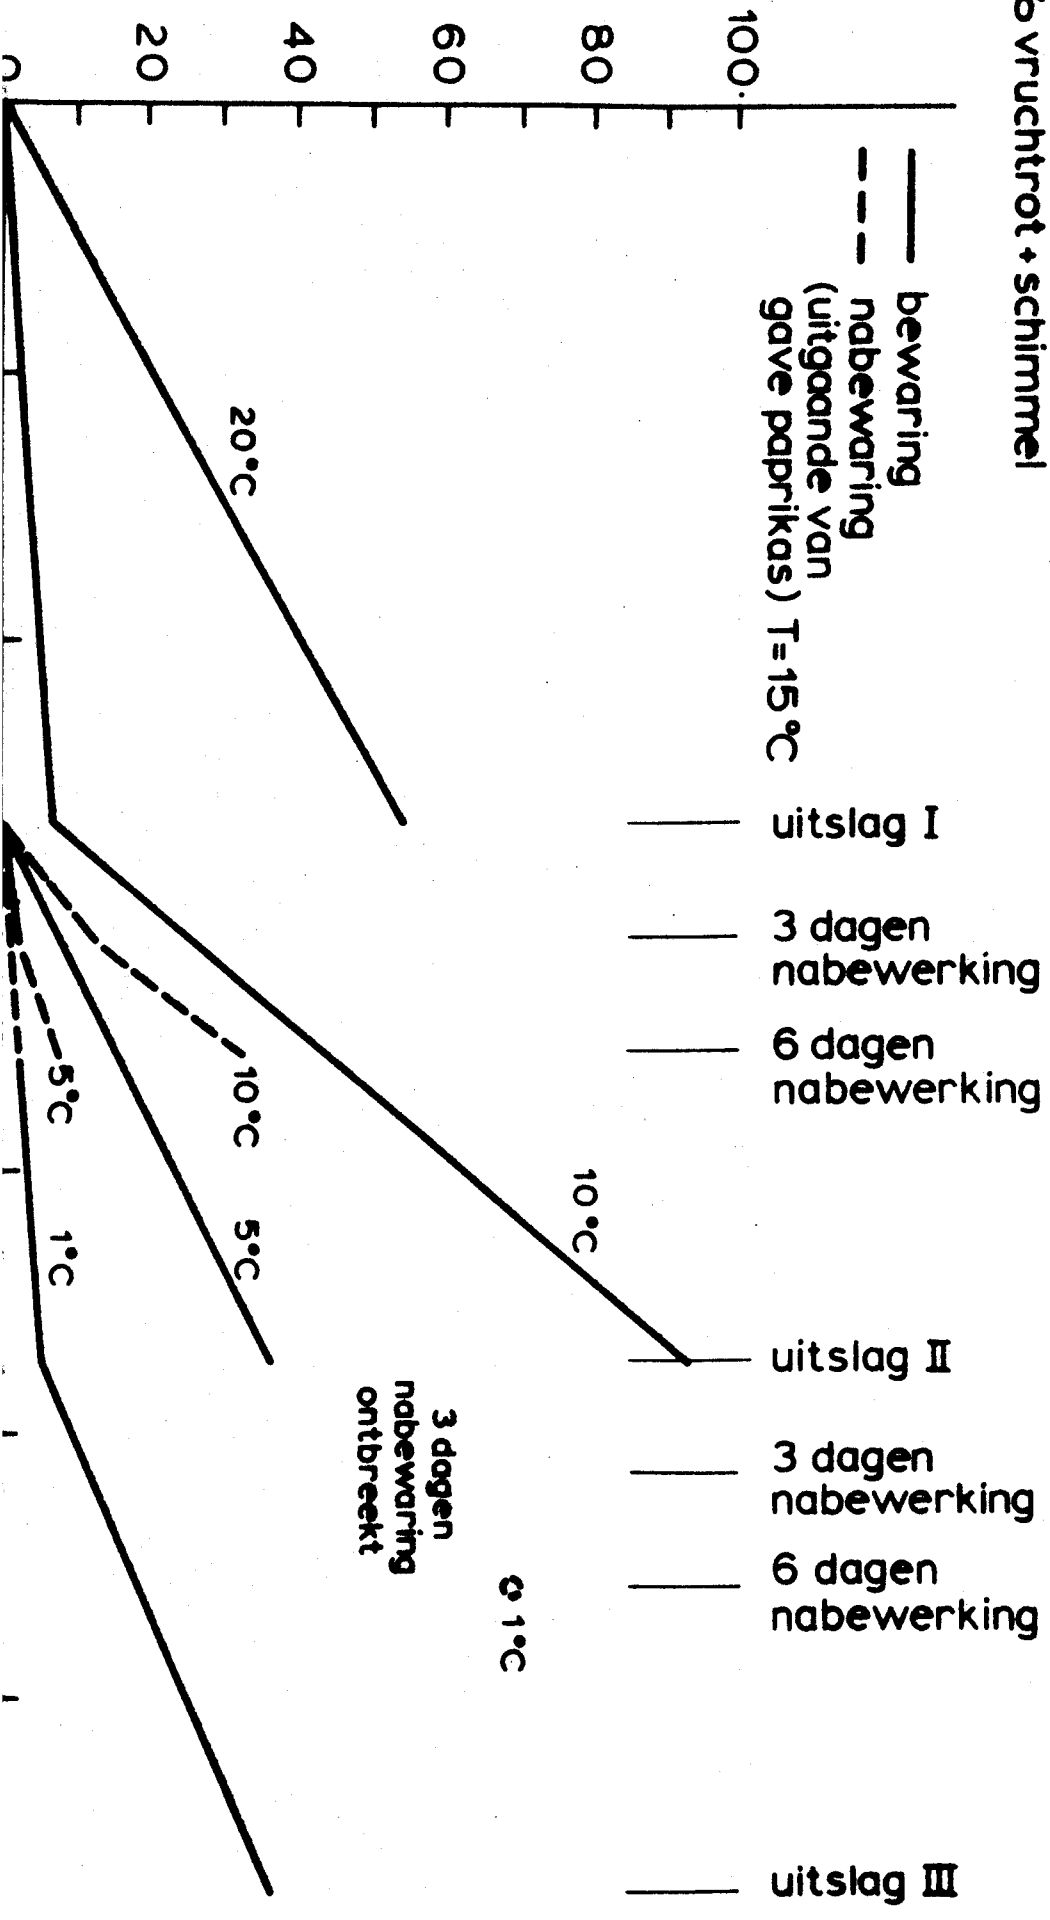 vruchtrot + schimmel
100
80
60
40
20
0
bewaring
nabewaring
(uitgaande van
gave paprikas) T=15°C
uitslag I
3 dagen
nabewerking
6 dagen
nabewerking
uitslag II
3 dagen
nabewerking
6 dagen
nabewerking
uitslag III
20°C
10°C
5°C
10°C
5°C
1°C
3 dagen
nabewaring
ontbreekt
1°C